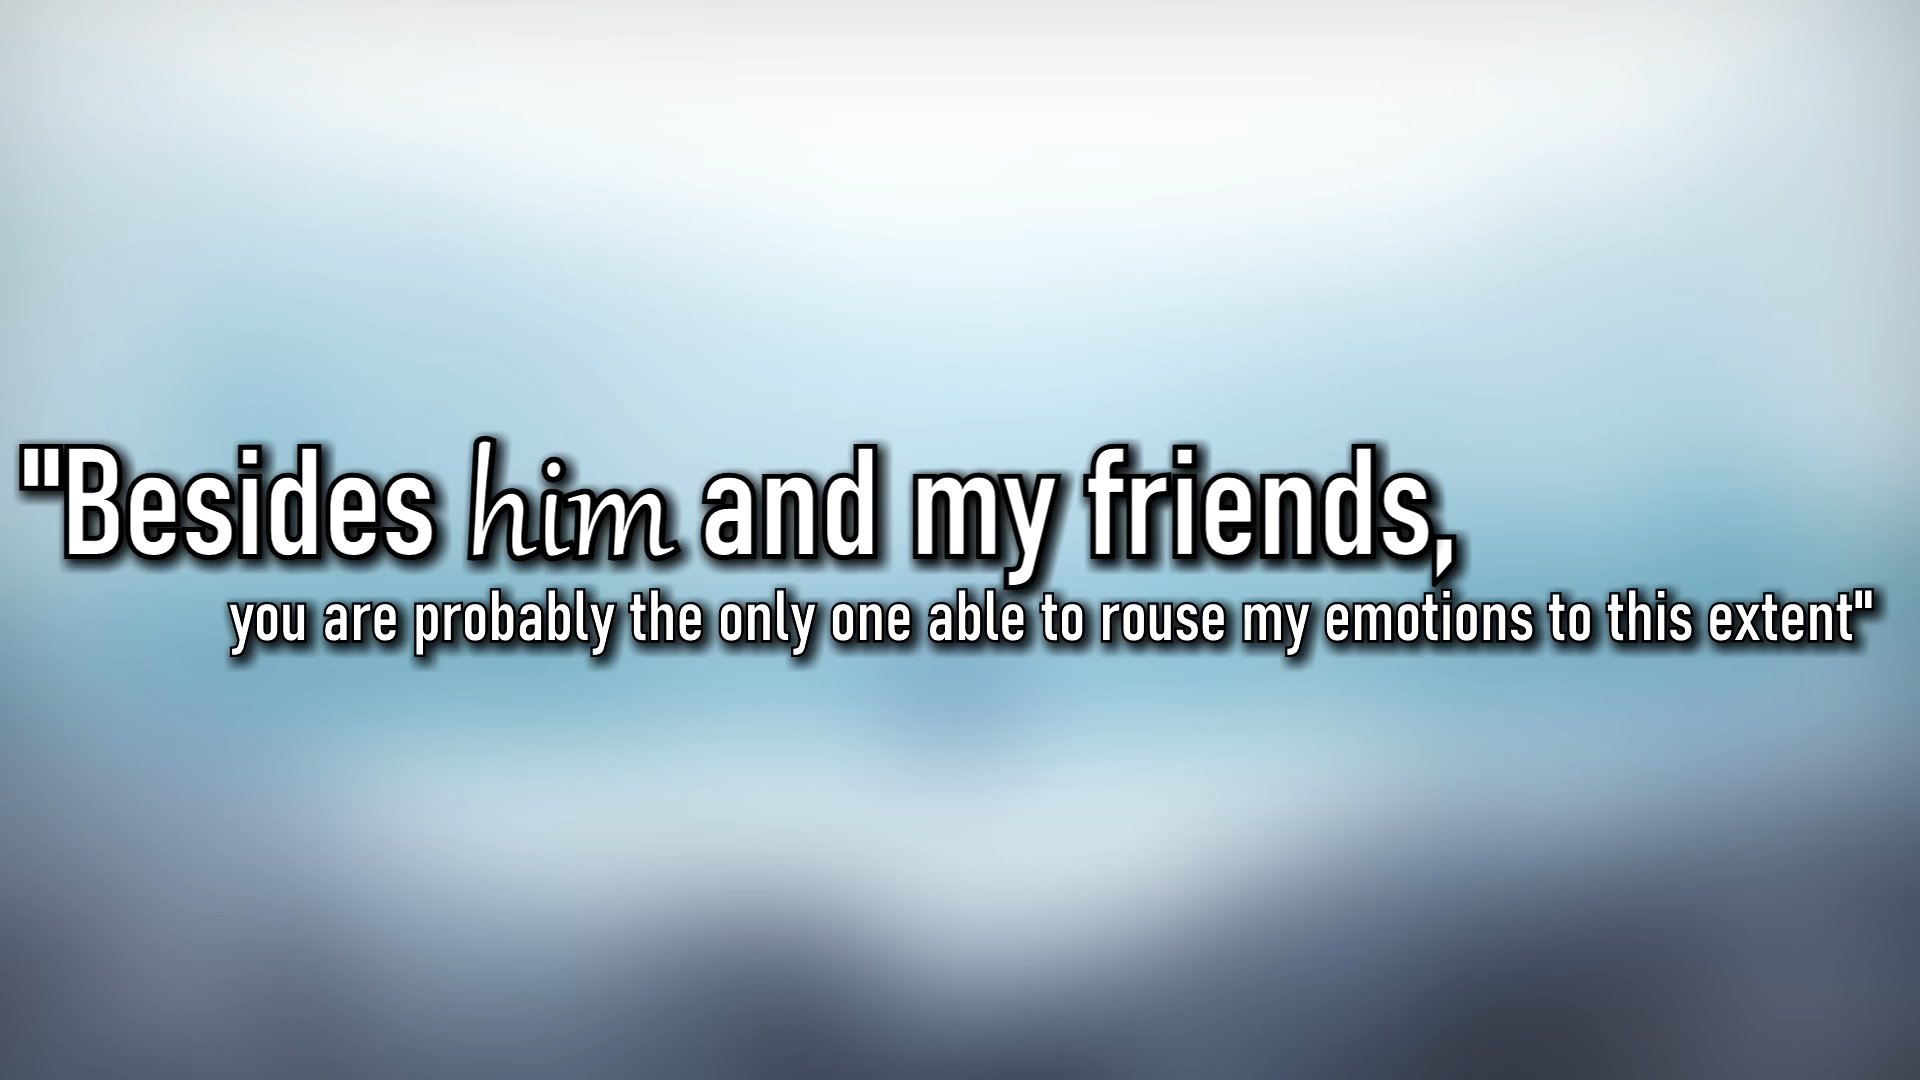 "Besides him and my friends,
you are probably the only one able to rouse my emotions to this extent"